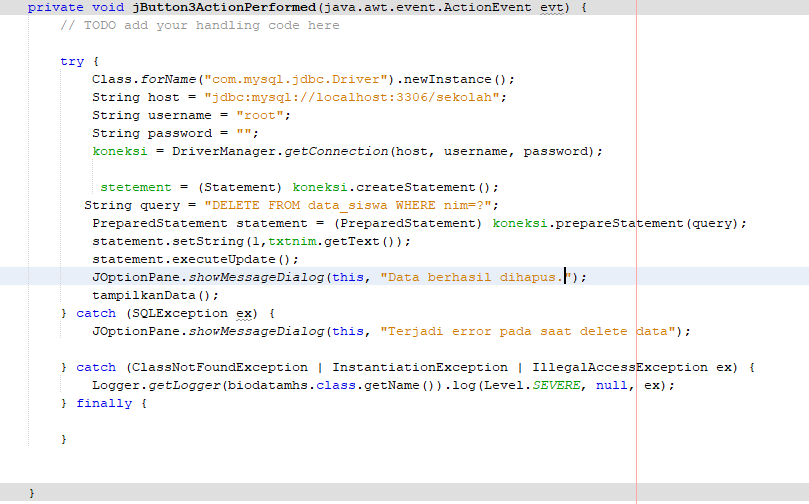 private void jButton3ActionPerformed(java.awt.event.ActionEvent evt) {
// TODO add your handling code here
try {
Class.forName("com.mysql.jdbc.Driver").newInstance();
String host = "jdbc:mysql://localhost:3306/sekolah";
String username = "root";
String password = "";
koneksi = DriverManager.getConnection(host, username, password);
stetement = (Statement) koneksi.createStatement();
String query = "DELETE FROM data_siswa WHERE nim=?";
PreparedStatement statement = (PreparedStatement) koneksi.prepareStatement(query);
statement.setString(1,txtnim.getText());
statement.executeUpdate();
JOptionPane.showMessageDialog(this, "Data berhasil dihapus.");
tampilkanData();
} catch (SQLException ex) {
JOptionPane.showMessageDialog(this, "Terjadi error pada saat delete data");
} catch (ClassNotFoundException | InstantiationException | IllegalAccessException ex) {
Logger.getLogger(biodatamhs.class.getName()).log(Level.SEVERE, null, ex);
} finally {
}
}